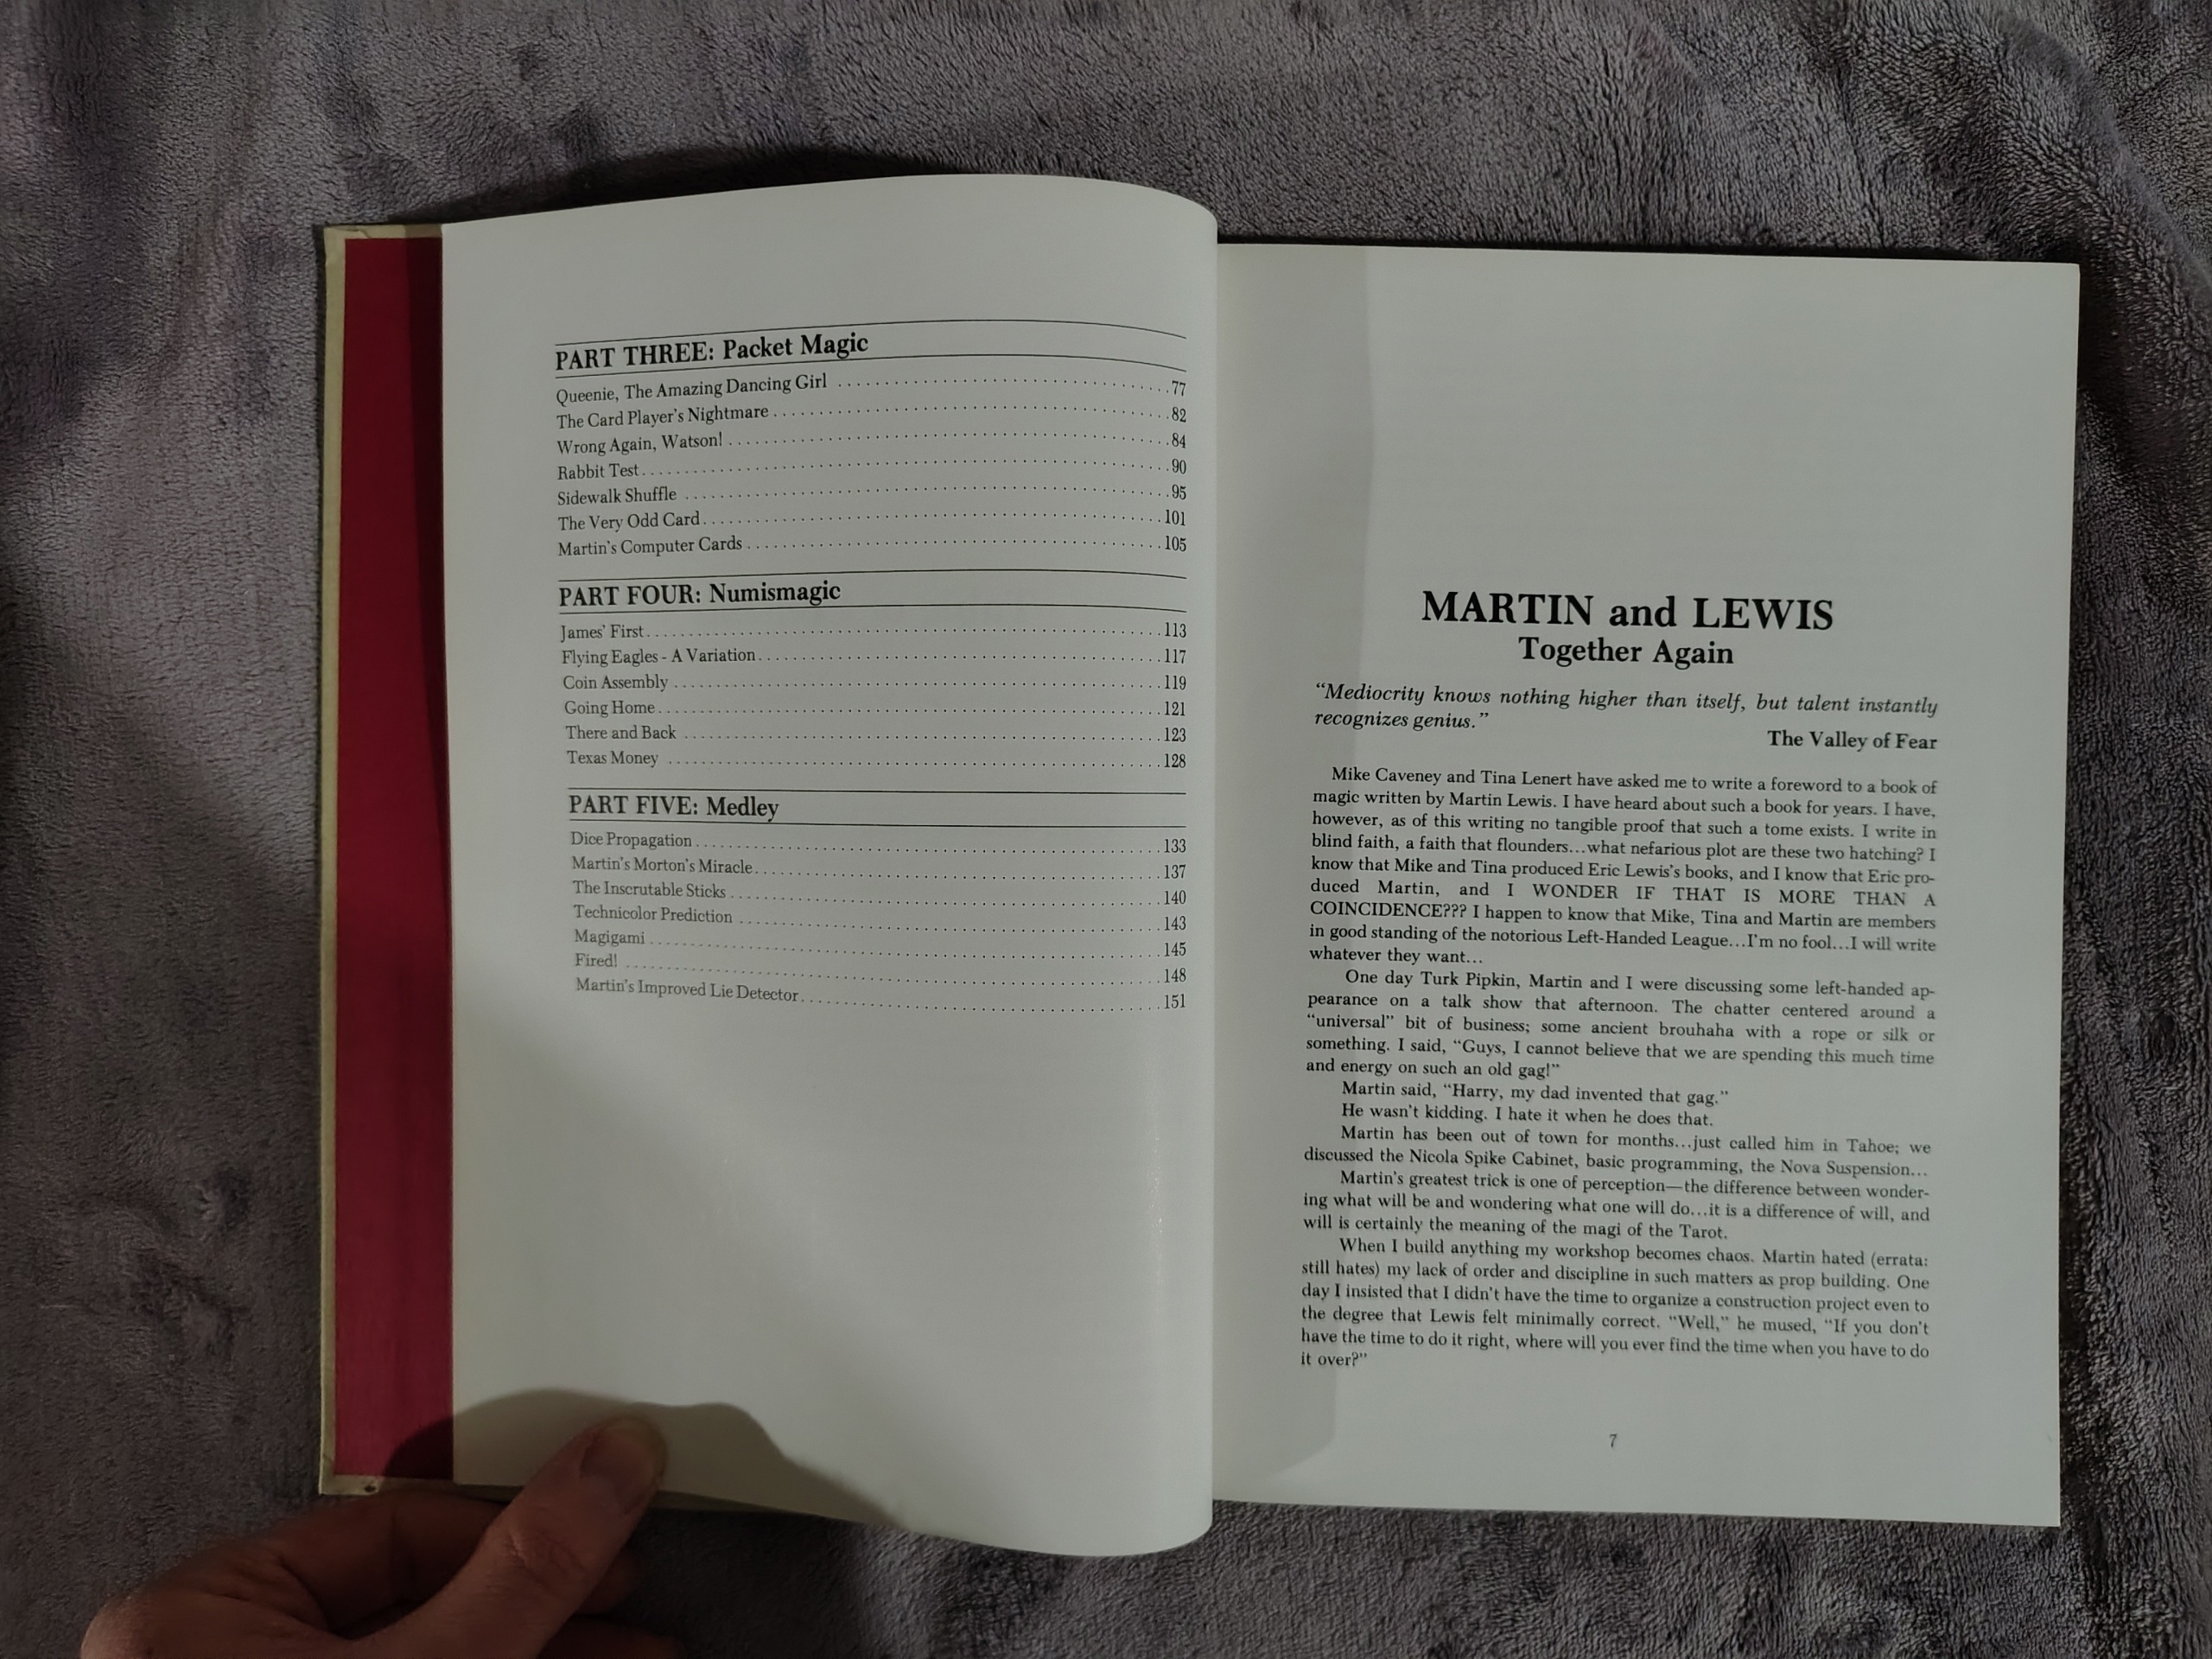 PART THREE: Packet Magic
Queenie, The Amazing Dancing Girl ........................................ 77
The Card Player's Nightmare ........................................ 82
Wrong Again, Watson! ........................................ 84
Rabbit Test ........................................ 90
Sidewalk Shuffle ........................................ 95
The Very Odd Card ........................................ 101
Martin's Computer Cards ........................................ 105
PART FOUR: Numismagic
James' First ........................................ 113
Flying Eagles - A Variation ........................................ 117
Coin Assembly ........................................ 119
Going Home ........................................ 121
There and Back ........................................ 123
Texas Money ........................................ 128
PART FIVE: Medley
Dice Propagation ........................................ 133
Martin's Morton's Miracle ........................................ 137
The Inscrutable Sticks ........................................ 140
Technicolor Prediction ........................................ 143
Magigami ........................................ 145
Fired! ........................................ 148
Martin's Improved Lie Detector ........................................ 151
MARTIN and LEWIS
Together Again
“Mediocrity knows nothing higher than itself, but talent instantly
recognizes genius.”
The Valley of Fear
Mike Caveney and Tina Lenert have asked me to write a foreword to a book of
magic written by Martin Lewis. I have heard about such a book for years. I have,
however, as of this writing no tangible proof that such a tome exists. I write in
blind faith, a faith that flounders...what nefarious plot are these two hatching? I
know that Mike and Tina produced Eric Lewis's books, and I know that Eric pro-
duced Martin, and I WONDER IF THAT IS MORE THAN A
COINCIDENCE??? I happen to know that Mike, Tina and Martin are members
in good standing of the notorious Left-Handed League...I'm no fool...I will write
whatever they want...
One day Turk Pipkin, Martin and I were discussing some left-handed ap-
pearance on a talk show that afternoon. The chatter centered around a
“universal” bit of business; some ancient brouhaha with a rope or silk or
something. I said, “Guys, I cannot believe that we are spending this much time
and energy on such an old gag!”
Martin said, “Harry, my dad invented that gag.”
He wasn't kidding. I hate it when he does that.
Martin has been out of town for months...just called him in Tahoe; we
discussed the Nicola Spike Cabinet, basic programming, the Nova Suspension...
Martin's greatest trick is one of perception—the difference between wonder-
ing what will be and wondering what one will do...it is a difference of will, and
will is certainly the meaning of the magi of the Tarot.
When I build anything my workshop becomes chaos. Martin hated (errata:
still hates) my lack of order and discipline in such matters as prop building. One
day I insisted that I didn't have the time to organize a construction project even to
the degree that Lewis felt minimally correct. “Well,” he mused, “If you don't
have the time to do it right, where will you ever find the time when you have to do
it over?”
7